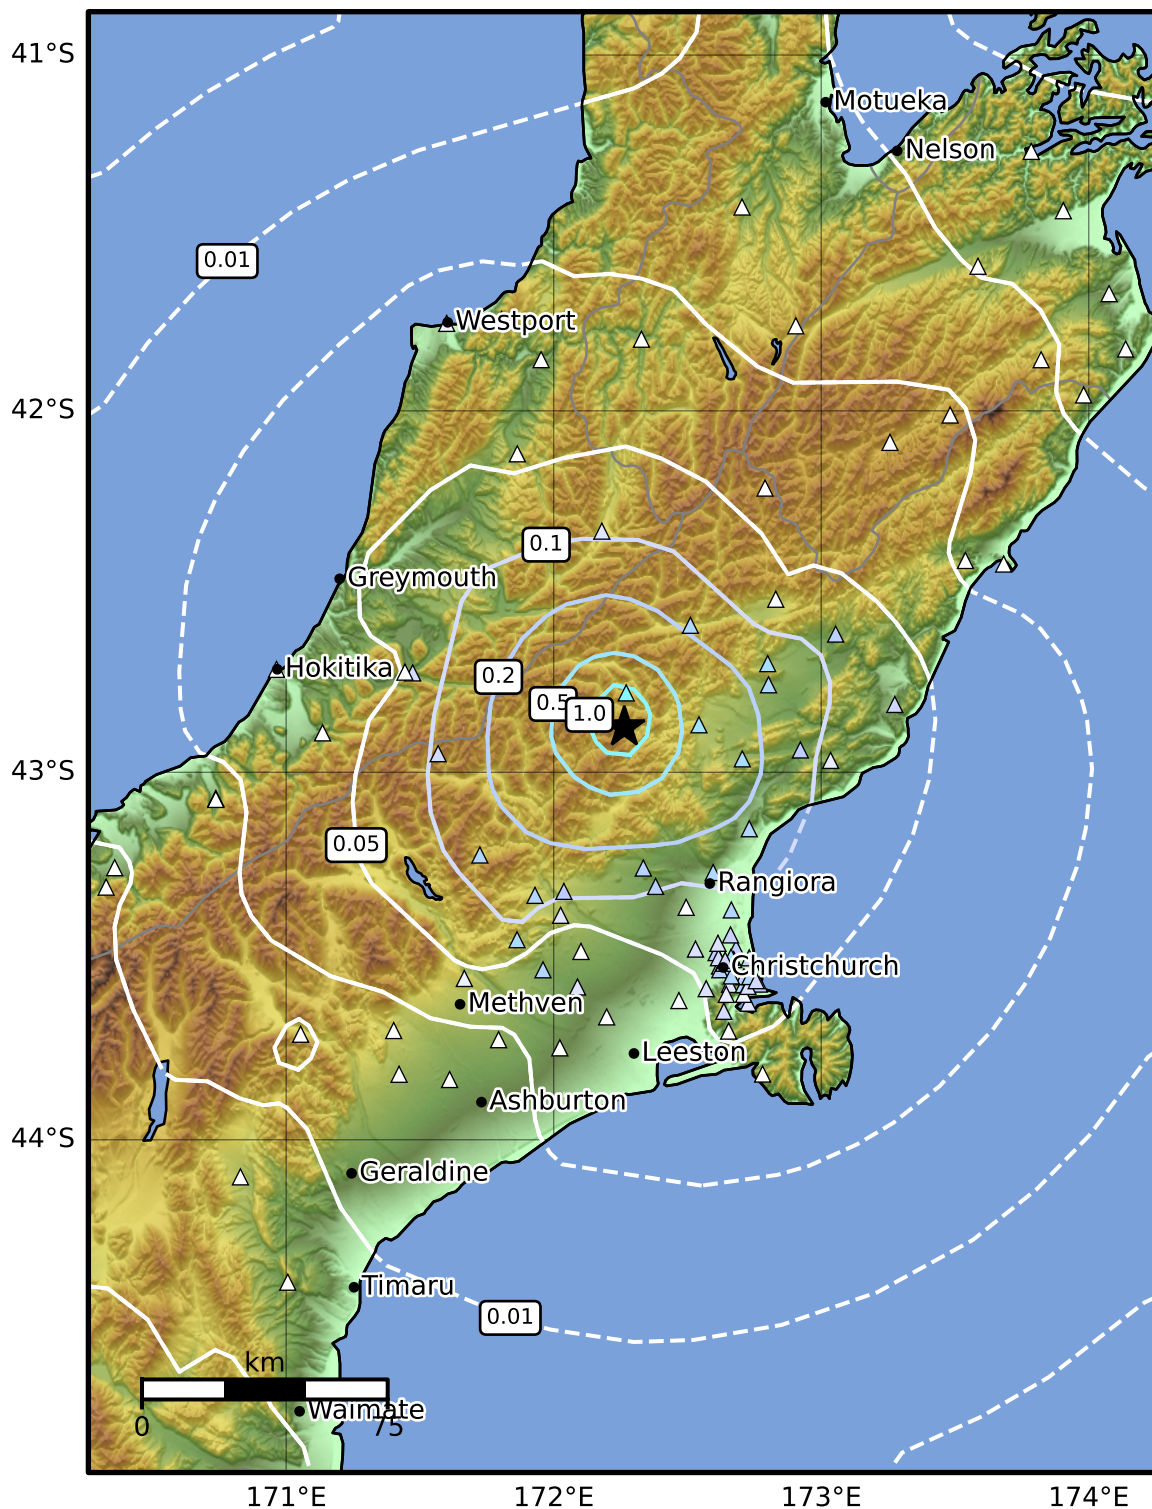 41°S
Motueka
Nelson
0.01
Westport
42°S
0.1
Greymouth
Hokitika
0.2
0.5
1.0
43°S
0.05
Rangiora
Christchurch
Methven
Leeston
Ashburton
44°S
Geraldine
Timaru
0.01
km
Waimate
0
75
171°E
172°E
173°E
174°E